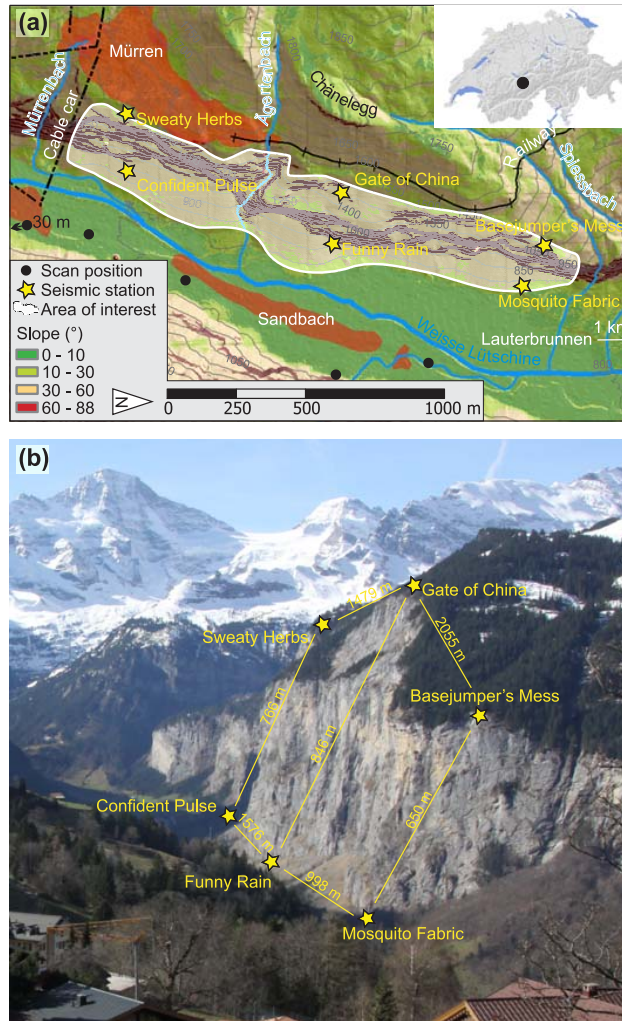 (a)
Mürren
Mürrenbach
Cable car
Ägertenbach
Chänelegg
Railway
Spiessbach
Sweaty Herbs
Confident Pulse
Gate of China
Funny Rain
Basejumper's Mess
Mosquito Fabric
1400
850
30 m
Sandbach
Weisse Lütschine
Lauterbrunnen
1 km
Scan position
Seismic station
Area of interest
Slope (°)
0 - 10
10 - 30
30 - 60
60 - 88
N
0 250 500 1000 m
(b)
Gate of China
1479 m
Sweaty Herbs
2055 m
Basejumper's Mess
766 m
846 m
650 m
Confident Pulse
1576 m
Funny Rain
998 m
Mosquito Fabric